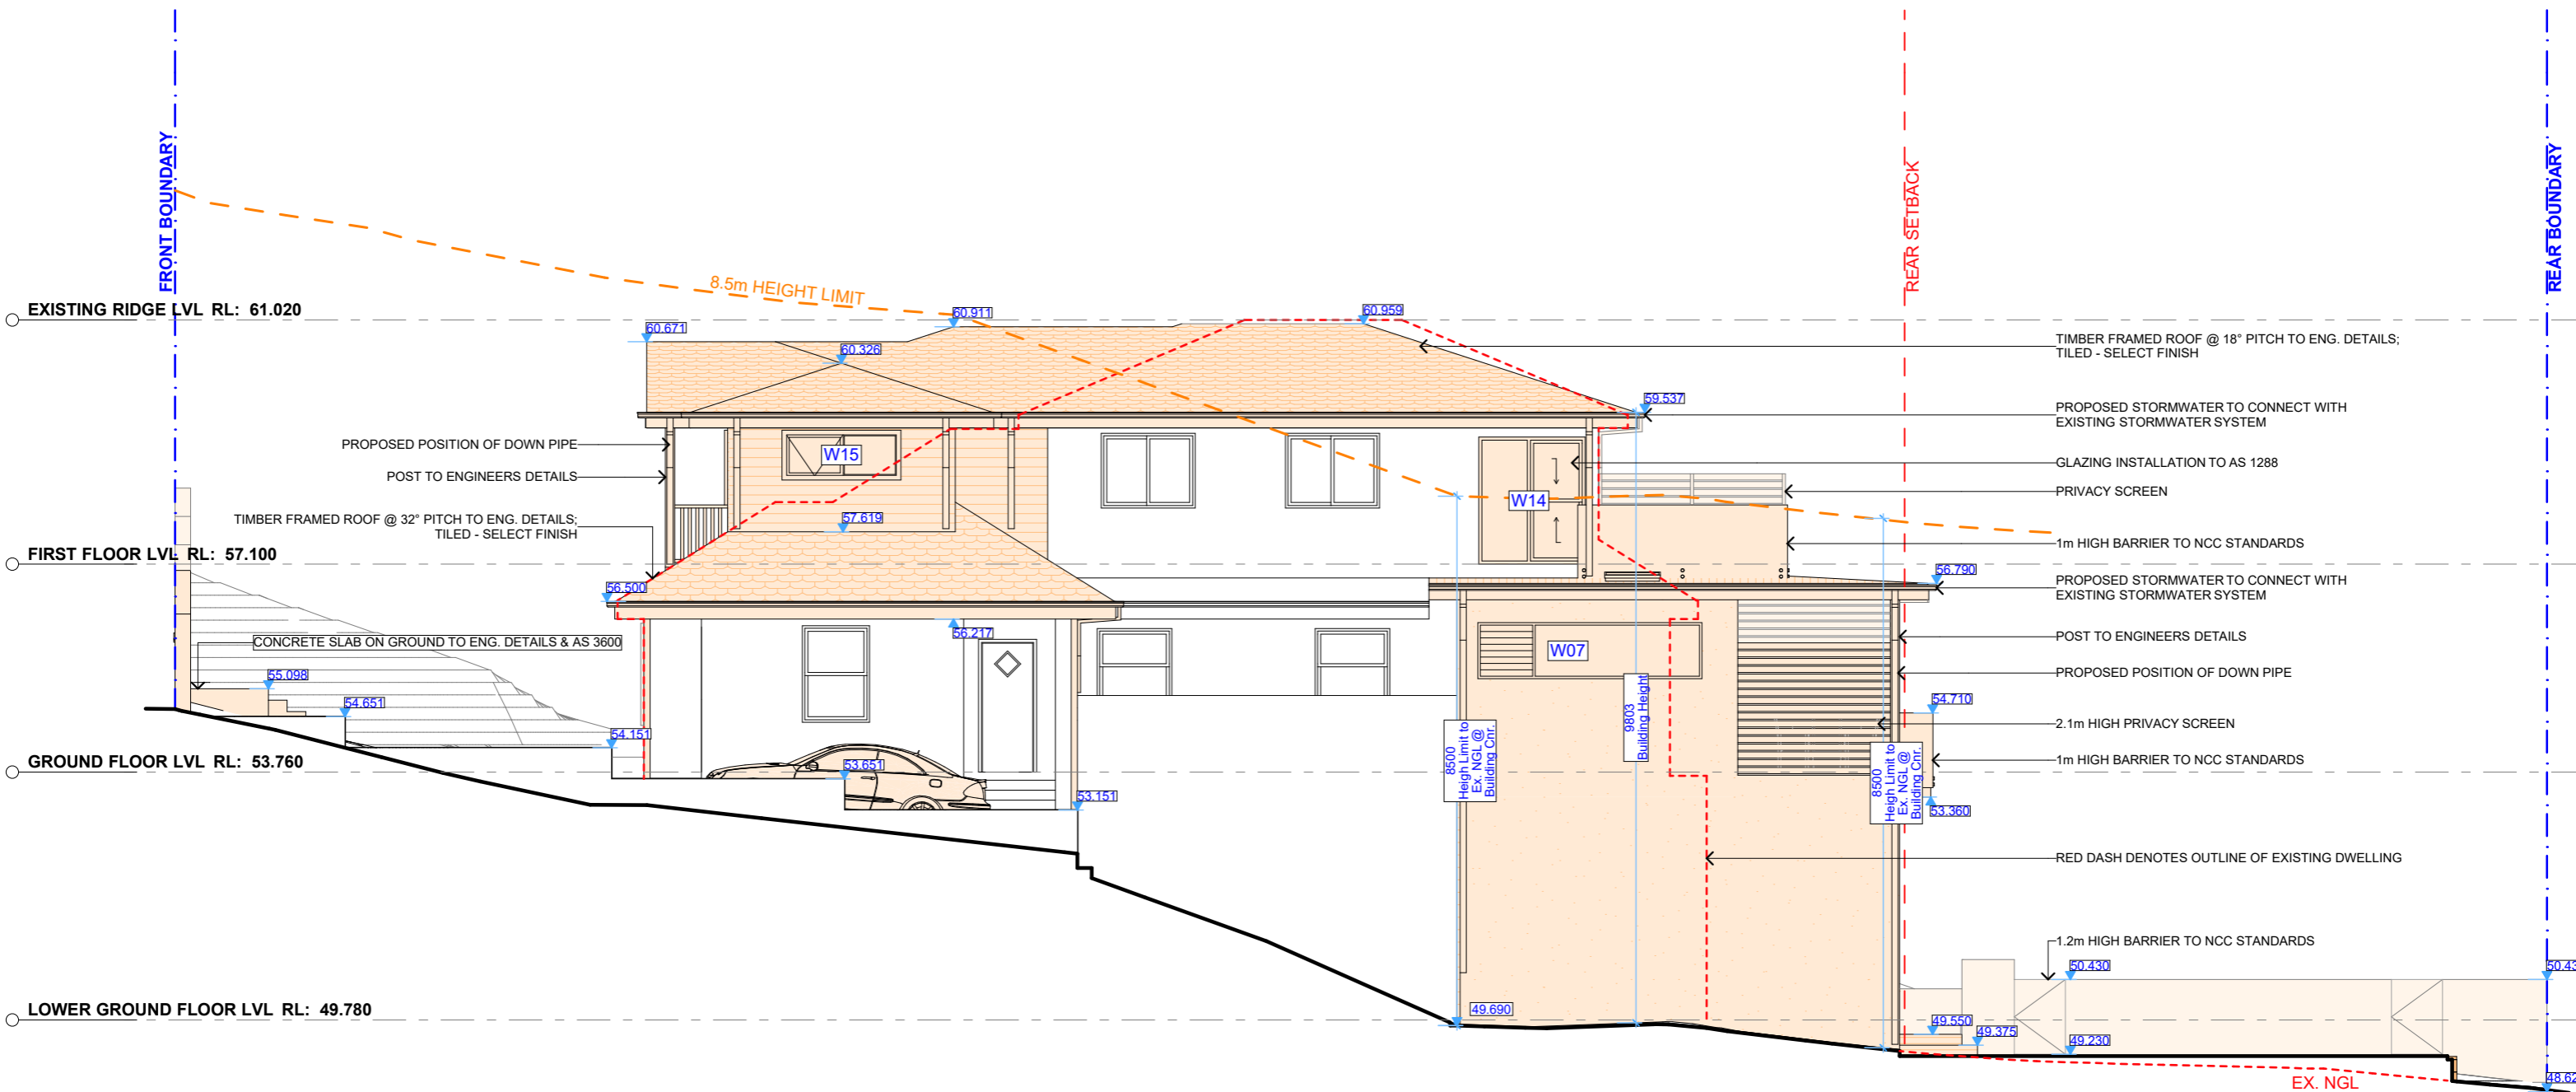 FRONT BOUNDARY
REAR SETBACK
REAR BOUNDARY
8.5m HEIGHT LIMIT
EXISTING RIDGE LVL RL: 61.020
60.671
60.911
60.326
60.959
59.537
TIMBER FRAMED ROOF @ 18° PITCH TO ENG. DETAILS;
TILED - SELECT FINISH
PROPOSED STORMWATER TO CONNECT WITH
EXISTING STORMWATER SYSTEM
PROPOSED POSITION OF DOWN PIPE
W15
POST TO ENGINEERS DETAILS
GLAZING INSTALLATION TO AS 1288
PRIVACY SCREEN
W14
TIMBER FRAMED ROOF @ 32° PITCH TO ENG. DETAILS;
TILED - SELECT FINISH
57.619
1m HIGH BARRIER TO NCC STANDARDS
FIRST FLOOR LVL RL: 57.100
56.500
56.790
PROPOSED STORMWATER TO CONNECT WITH
EXISTING STORMWATER SYSTEM
56.217
CONCRETE SLAB ON GROUND TO ENG. DETAILS & AS 3600
W07
POST TO ENGINEERS DETAILS
PROPOSED POSITION OF DOWN PIPE
55.098
54.651
54.151
9803
Building Height
54.710
2.1m HIGH PRIVACY SCREEN
8500
Heigh Limit to
Ex. NGL @
Building Cnr.
8500
Heigh Limit to
Ex. NGL @
Building Cnr.
GROUND FLOOR LVL RL: 53.760
53.651
53.151
1m HIGH BARRIER TO NCC STANDARDS
53.360
RED DASH DENOTES OUTLINE OF EXISTING DWELLING
1.2m HIGH BARRIER TO NCC STANDARDS
50.430
LOWER GROUND FLOOR LVL RL: 49.780
49.690
49.550
49.375
49.230
EX. NGL